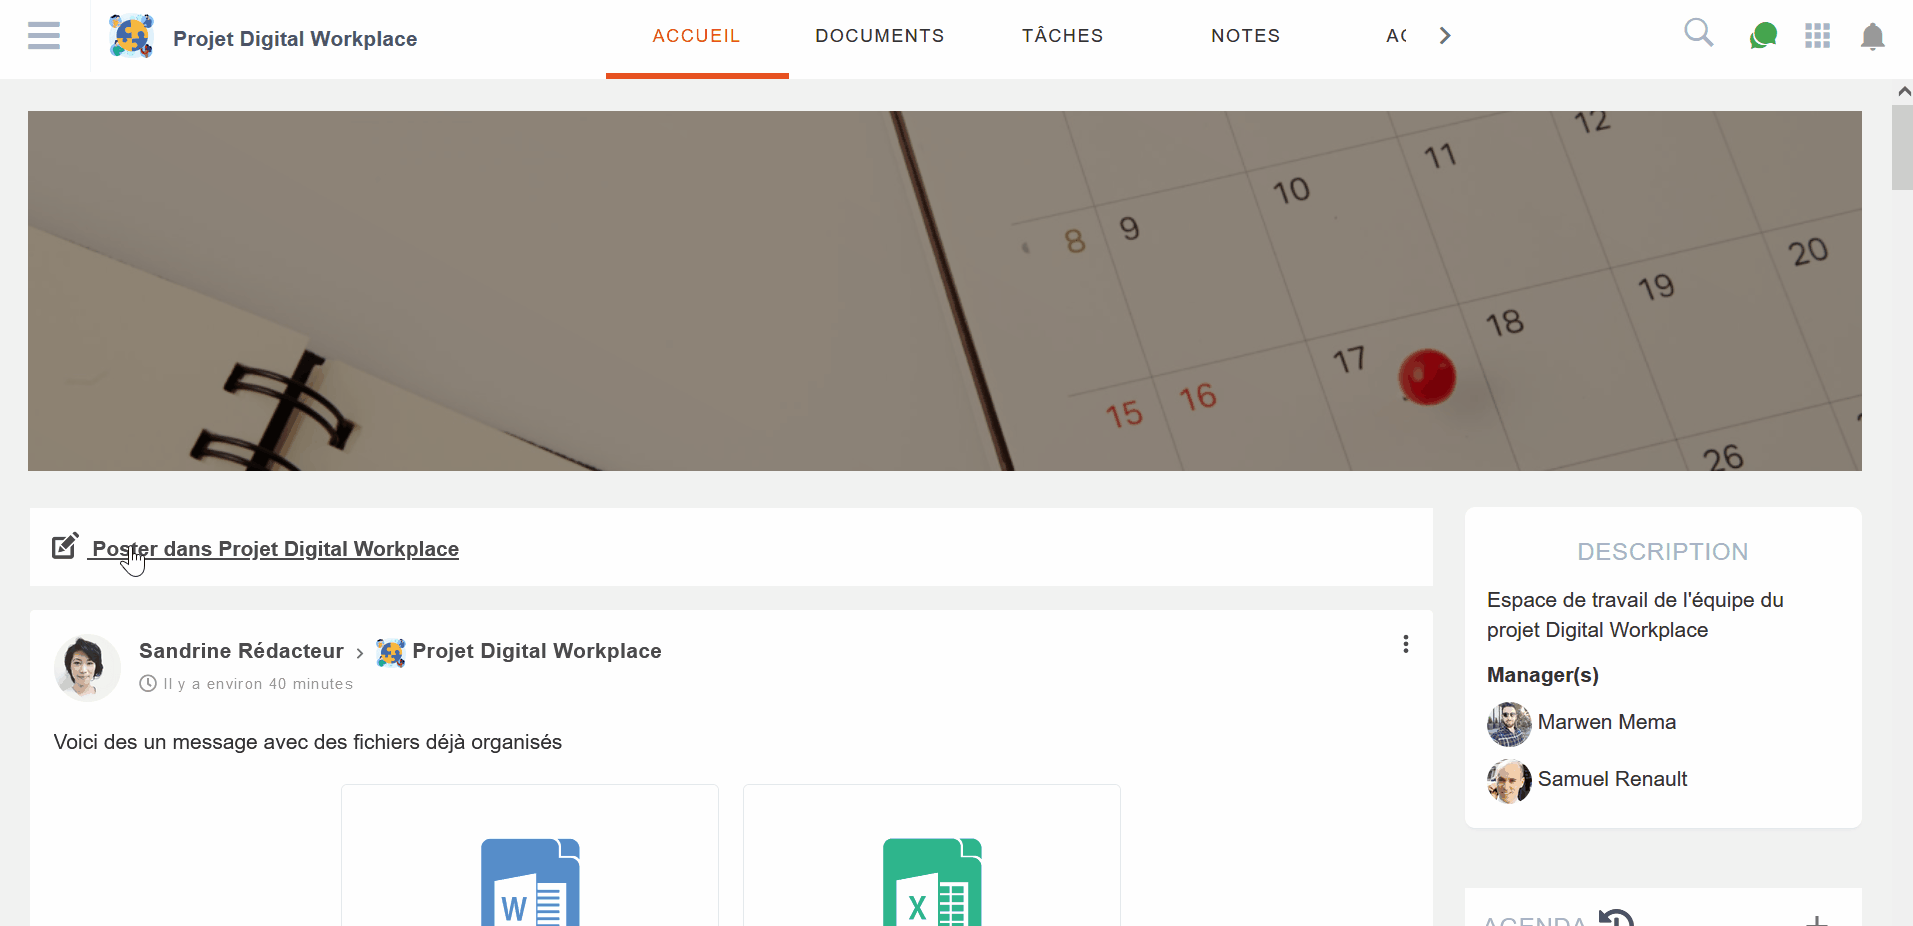 Projet Digital Workplace
ACCUEIL
DOCUMENTS
TÂCHES
NOTES
12
11
10
9
8
20
19
18
17
16
15
26
Poster dans Projet Digital Workplace
Sandrine Rédacteur › Projet Digital Workplace
Il y a environ 40 minutes
Voici des un message avec des fichiers déjà organisés
W
X
DESCRIPTION
Espace de travail de l'équipe du
projet Digital Workplace
Manager(s)
Marwen Mema
Samuel Renault
AGENDA